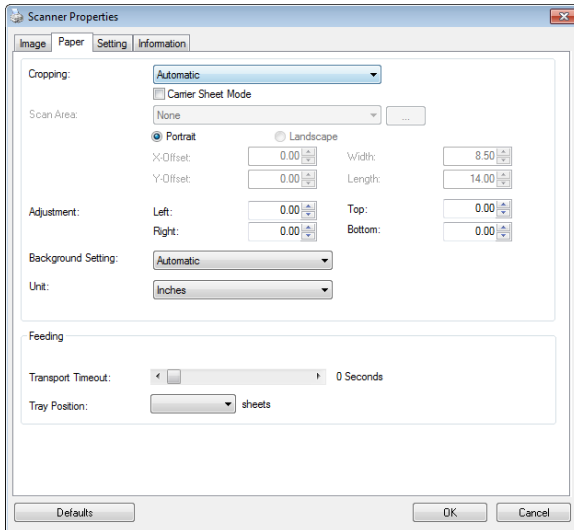 Scanner Properties
Image Paper Setting Information
Cropping: Automatic
Carrier Sheet Mode
Scan Area: None ...
Portrait Landscape
X-Offset: 0.00 Width: 8.50
Y-Offset: 0.00 Length: 14.00
Adjustment: Left: 0.00 Top: 0.00
Right: 0.00 Bottom: 0.00
Background Setting: Automatic
Unit: Inches
Feeding
Transport Timeout: 0 Seconds
Tray Position: sheets
Defaults OK Cancel